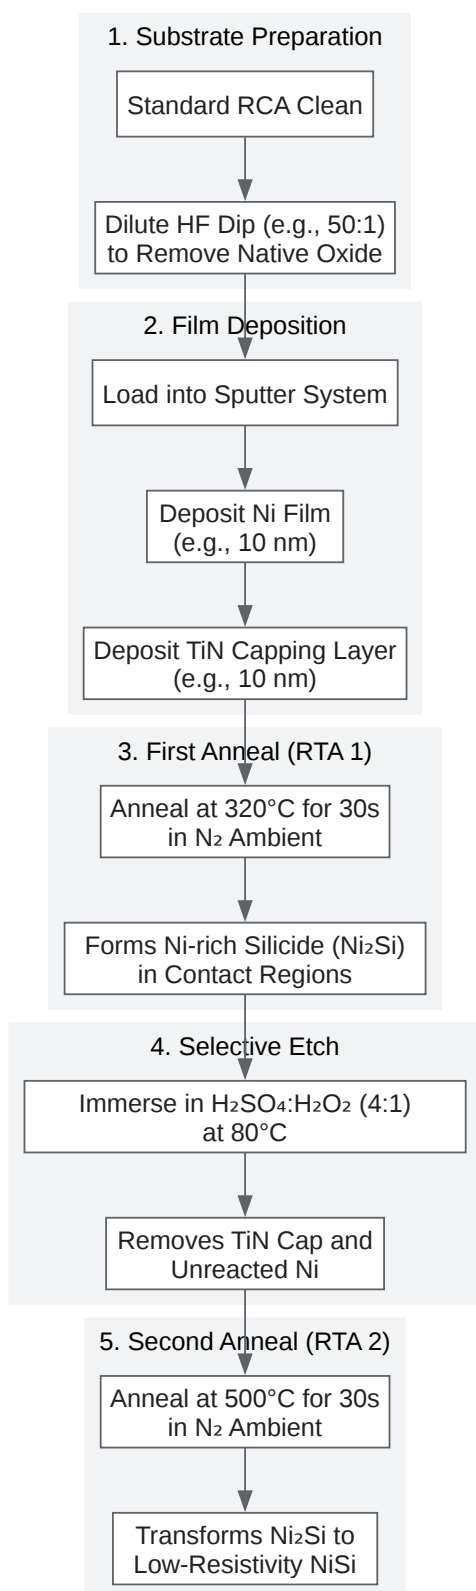 1. Substrate Preparation
Standard RCA Clean
Dilute HF Dip (e.g., 50:1)
to Remove Native Oxide
2. Film Deposition
Load into Sputter System
Deposit Ni Film
(e.g., 10 nm)
Deposit TiN Capping Layer
(e.g., 10 nm)
3. First Anneal (RTA 1)
Anneal at 320°C for 30s
in N₂ Ambient
Forms Ni-rich Silicide (Ni₂Si)
in Contact Regions
4. Selective Etch
Immerse in H₂SO₄:H₂O₂ (4:1)
at 80°C
Removes TiN Cap and
Unreacted Ni
5. Second Anneal (RTA 2)
Anneal at 500°C for 30s
in N₂ Ambient
Transforms Ni₂Si to
Low-Resistivity NiSi